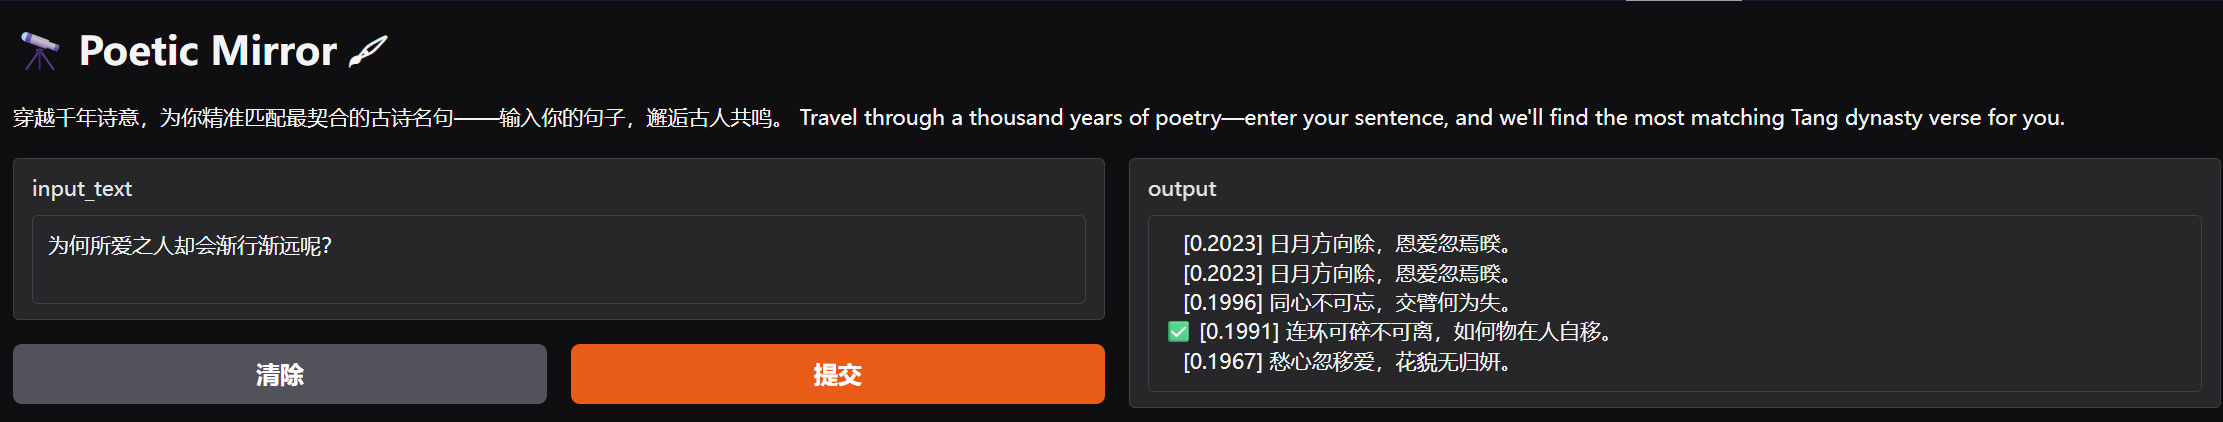 🔭 Poetic Mirror 🖌
穿越千年诗意，为你精准匹配最契合的古诗名句——输入你的句子，邂逅古人共鸣。 Travel through a thousand years of poetry—enter your sentence, and we'll find the most matching Tang dynasty verse for you.
input_text
为何所爱之人却会渐行渐远呢?
清除
提交
output
[0.2023] 日月方向除，恩爱忽焉暌。
[0.2023] 日月方向除，恩爱忽焉暌。
[0.1996] 同心不可忘，交臂何为失。
✅ [0.1991] 连环可碎不可离，如何物在人自移。
[0.1967] 愁心忽移爱，花貌无归妍。